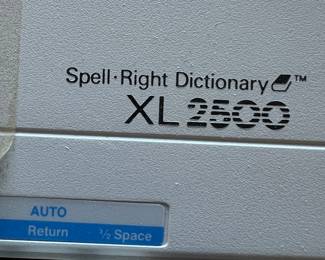 Spell·Right Dictionary™
XL 2500
AUTO
Return ½ Space